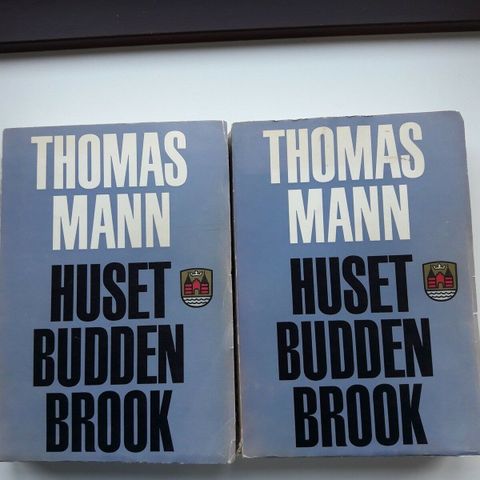 THOMAS
MANN
HUSET
BUDDEN
BROOK
THOMAS
MANN
HUSET
BUDDEN
BROOK